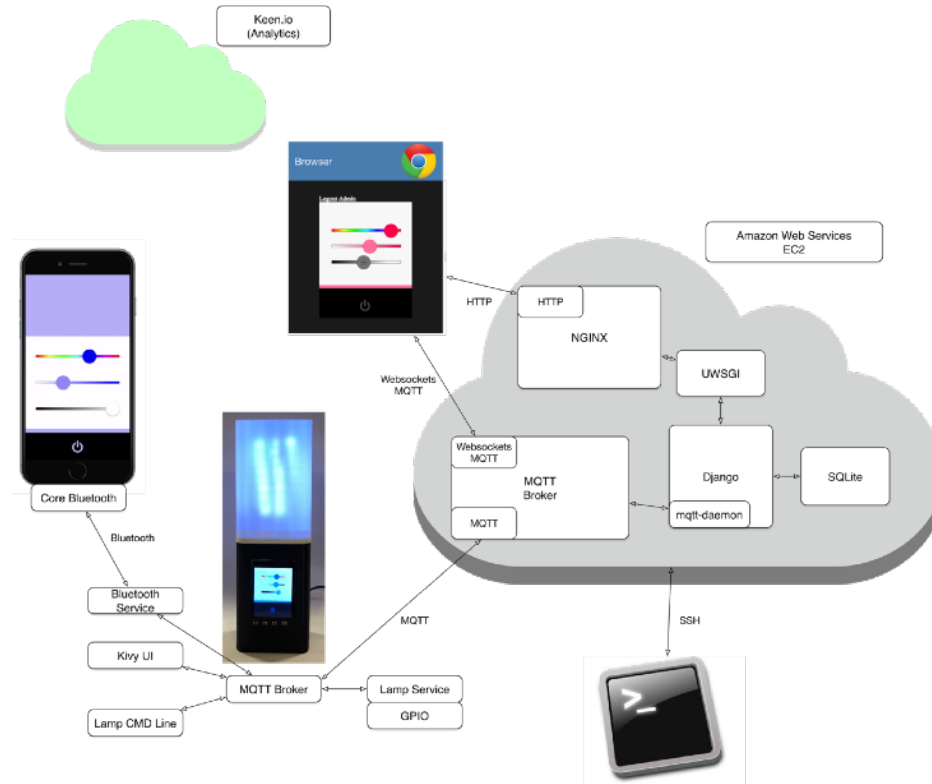 Keen.io
(Analytics)
Browser
Logout Admin
Amazon Web Services
EC2
HTTP
HTTP
NGINX
UWSGI
Websockets
MQTT
Websockets
MQTT
MQTT
Broker
MQTT
Django
mqtt-daemon
SQLite
Core Bluetooth
Bluetooth
Bluetooth
Service
Kivy UI
MQTT Broker
Lamp CMD Line
Lamp Service
GPIO
MQTT
SSH
>_